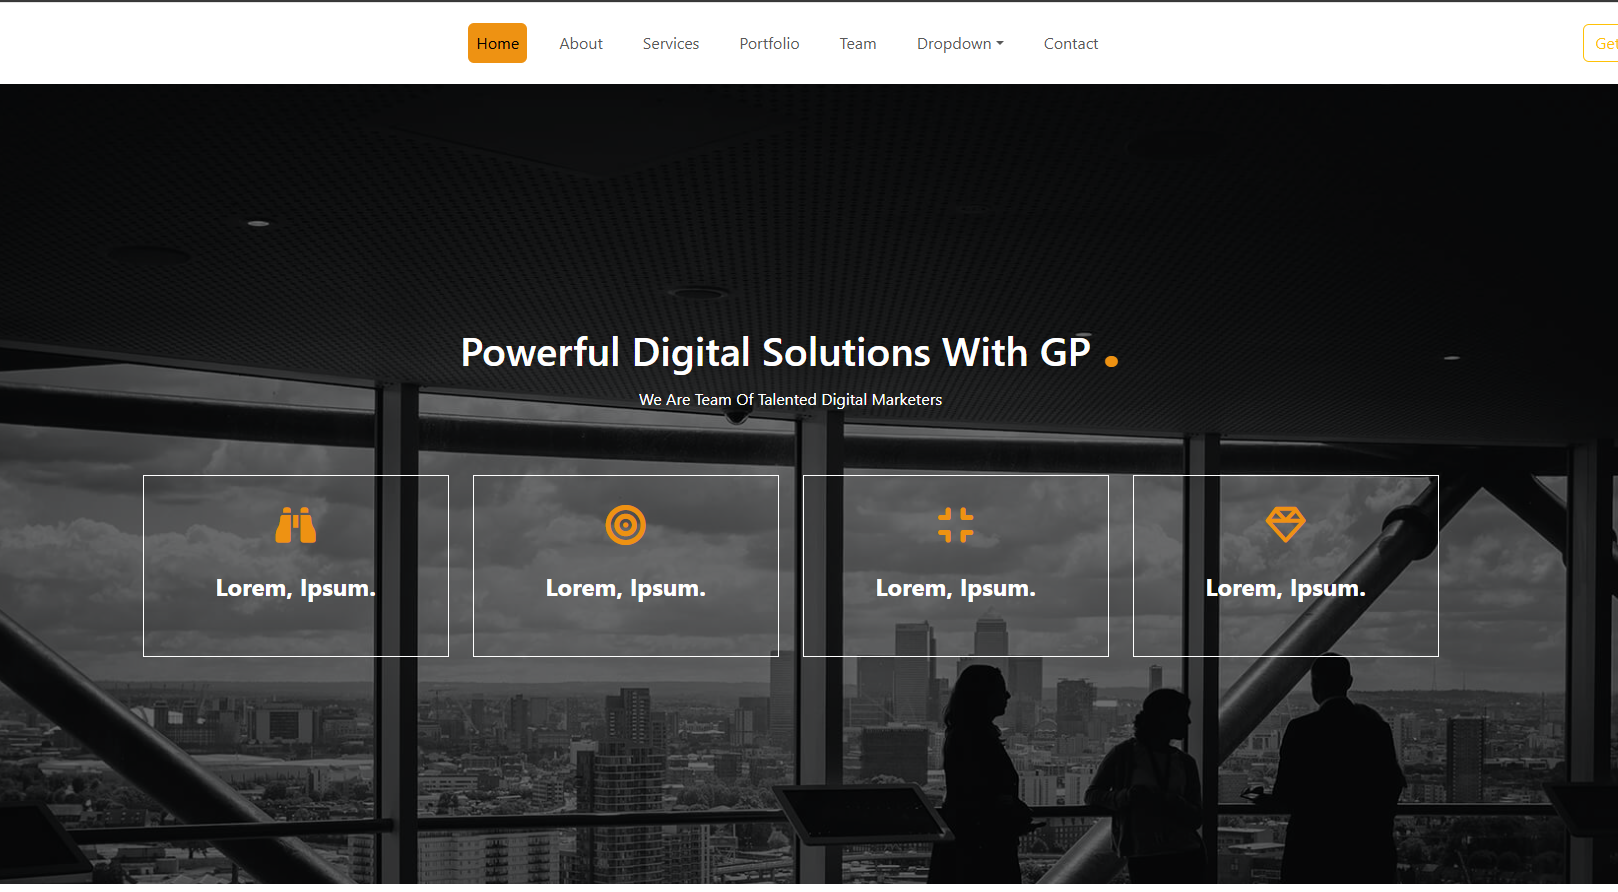 Home About Services Portfolio Team Dropdown Contact Get
Powerful Digital Solutions With GP .
We Are Team Of Talented Digital Marketers
Lorem, Ipsum. Lorem, Ipsum. Lorem, Ipsum. Lorem, Ipsum.